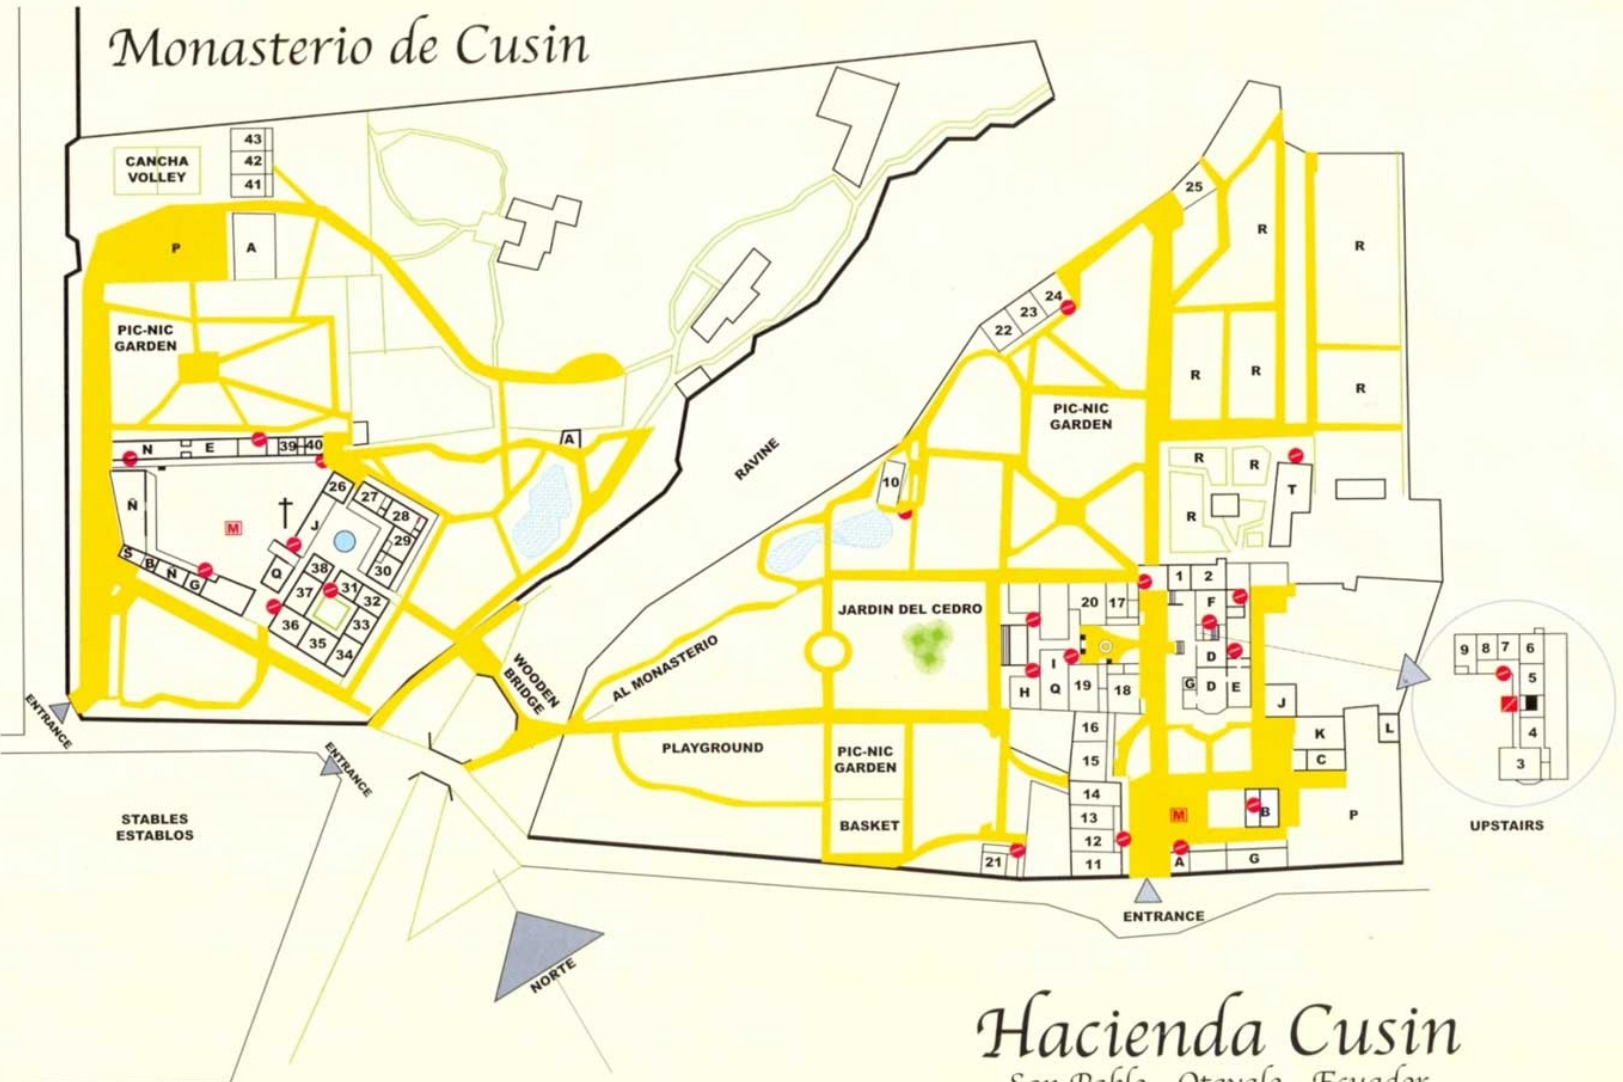 Monasterio de Cusin
43
42
41
CANCHA
VOLLEY
P
A
PIC-NIC
GARDEN
N
E
39
40
A
Ñ
M
26
27
28
29
30
J
Q
38
37
31
32
33
36
35
34
S
B
Ñ
G
ENTRANCE
ENTRANCE
STABLES
ESTABLOS
WOODEN
BRIDGE
RAVINE
AL MONASTERIO
NORTE
25
R
R
24
23
22
R
R
R
PIC-NIC
GARDEN
10
R
R
R
T
JARDIN DEL CEDRO
1
2
20
17
F
I
D
H
Q
19
18
G
D
E
J
16
15
14
13
12
11
K
C
L
PLAYGROUND
PIC-NIC
GARDEN
BASKET
21
M
B
P
A
G
ENTRANCE
9
8
7
6
5
4
3
UPSTAIRS
Hacienda Cusin
San Pablo - Otavalo - Ecuador